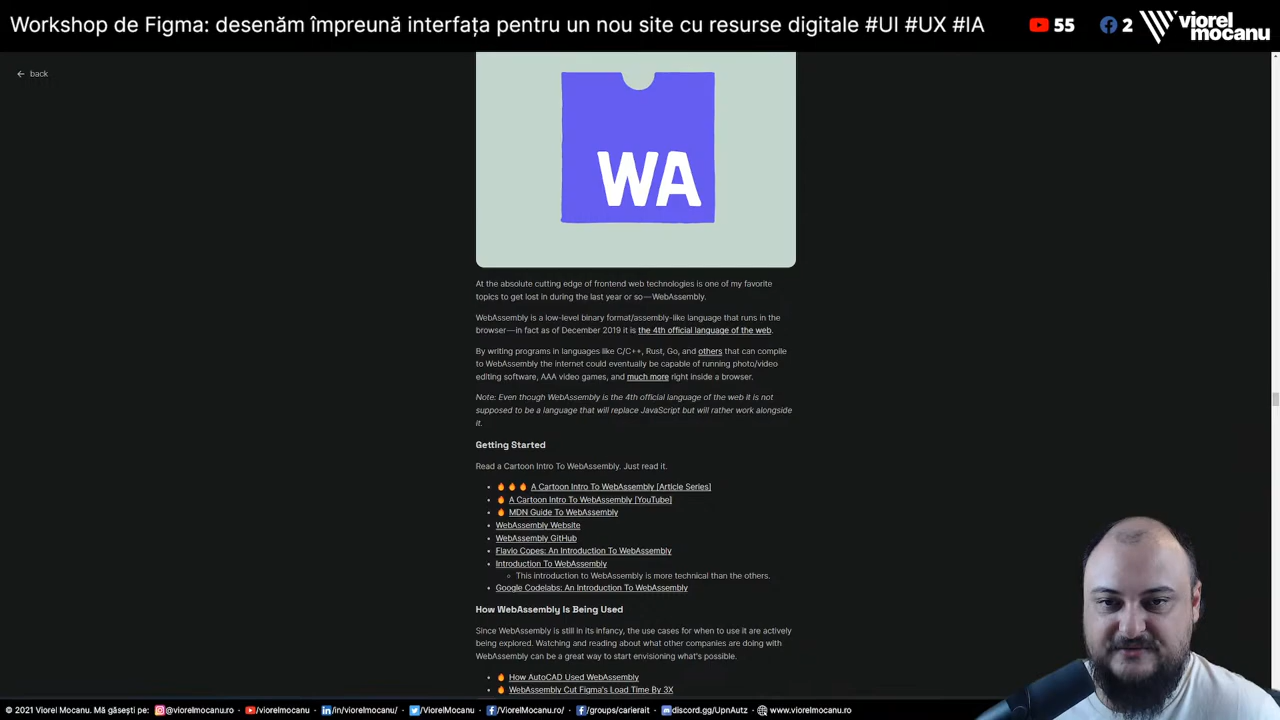 Workshop de Figma: desenăm împreună interfața pentru un nou site cu resurse digitale #UI #UX #IA
55
2
viorel
mocanu
← back
WA
At the absolute cutting edge of frontend web technologies is one of my favorite
topics to get lost in during the last year or so—WebAssembly.
WebAssembly is a low-level binary format/assembly-like language that runs in the
browser—in fact as of December 2019 it is the 4th official language of the web.
By writing programs in languages like C/C++, Rust, Go, and others that can compile
to WebAssembly the internet could eventually be capable of running photo/video
editing software, AAA video games, and much more right inside a browser.
Note: Even though WebAssembly is the 4th official language of the web it is not
supposed to be a language that will replace JavaScript but will rather work alongside
it.
Getting Started
Read a Cartoon Intro To WebAssembly. Just read it.
• 🔥 🔥 🔥 A Cartoon Intro To WebAssembly [Article Series]
• 🔥 A Cartoon Intro To WebAssembly [YouTube]
• 🔥 MDN Guide To WebAssembly
• WebAssembly Website
• WebAssembly GitHub
• Flavio Copes: An Introduction To WebAssembly
• Introduction To WebAssembly
◦ This introduction to WebAssembly is more technical than the others.
• Google Codelabs: An Introduction To WebAssembly
How WebAssembly Is Being Used
Since WebAssembly is still in its infancy, the use cases for when to use it are actively
being explored. Watching and reading about what other companies are doing with
WebAssembly can be a great way to start envisioning what's possible.
• 🔥 How AutoCAD Used WebAssembly
• 🔥 WebAssembly Cut Figma's Load Time By 3X
© 2021 Viorel Mocanu. Mă găsești pe: @viorelmocanu.ro · /viorelmocanu · /in/viorelmocanu/ · /ViorelMocanu · /ViorelMocanu.ro/ · /groups/carierait · discord.gg/UpnAutz · www.viorelmocanu.ro